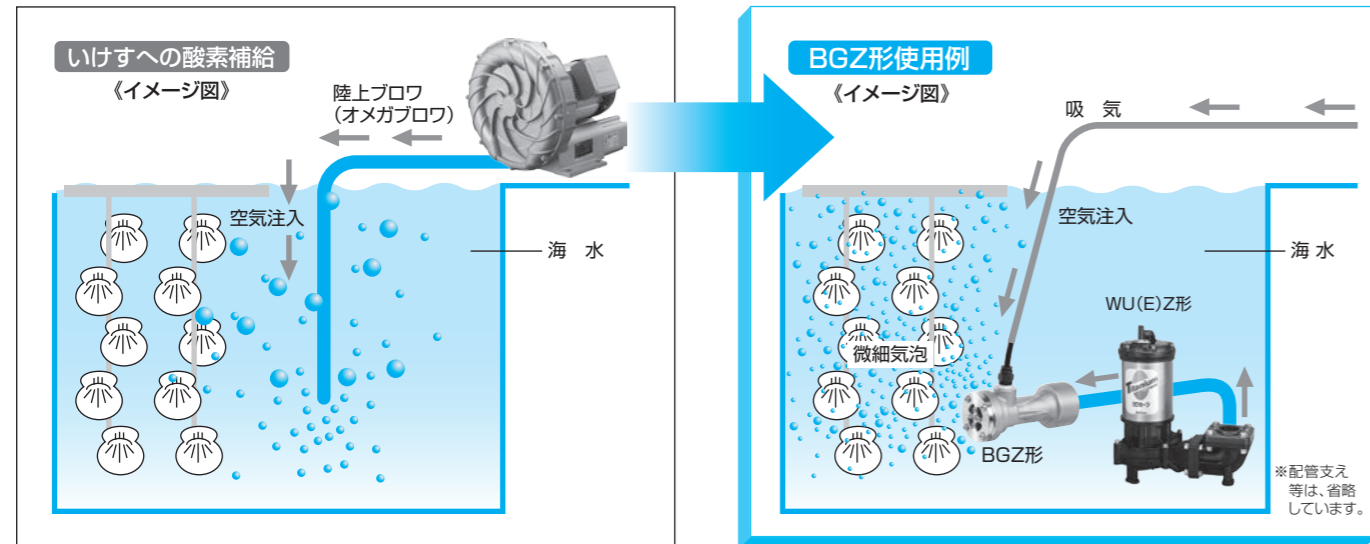 いけすへの酸素補給
《イメージ図》
陸上ブロワ
(オメガブロワ)
空気注入
海 水
BGZ形使用例
《イメージ図》
吸 気
空気注入
海 水
WU(E)Z形
微細気泡
Titanium
BGZ形
※配管支え
等は、省略
しています。